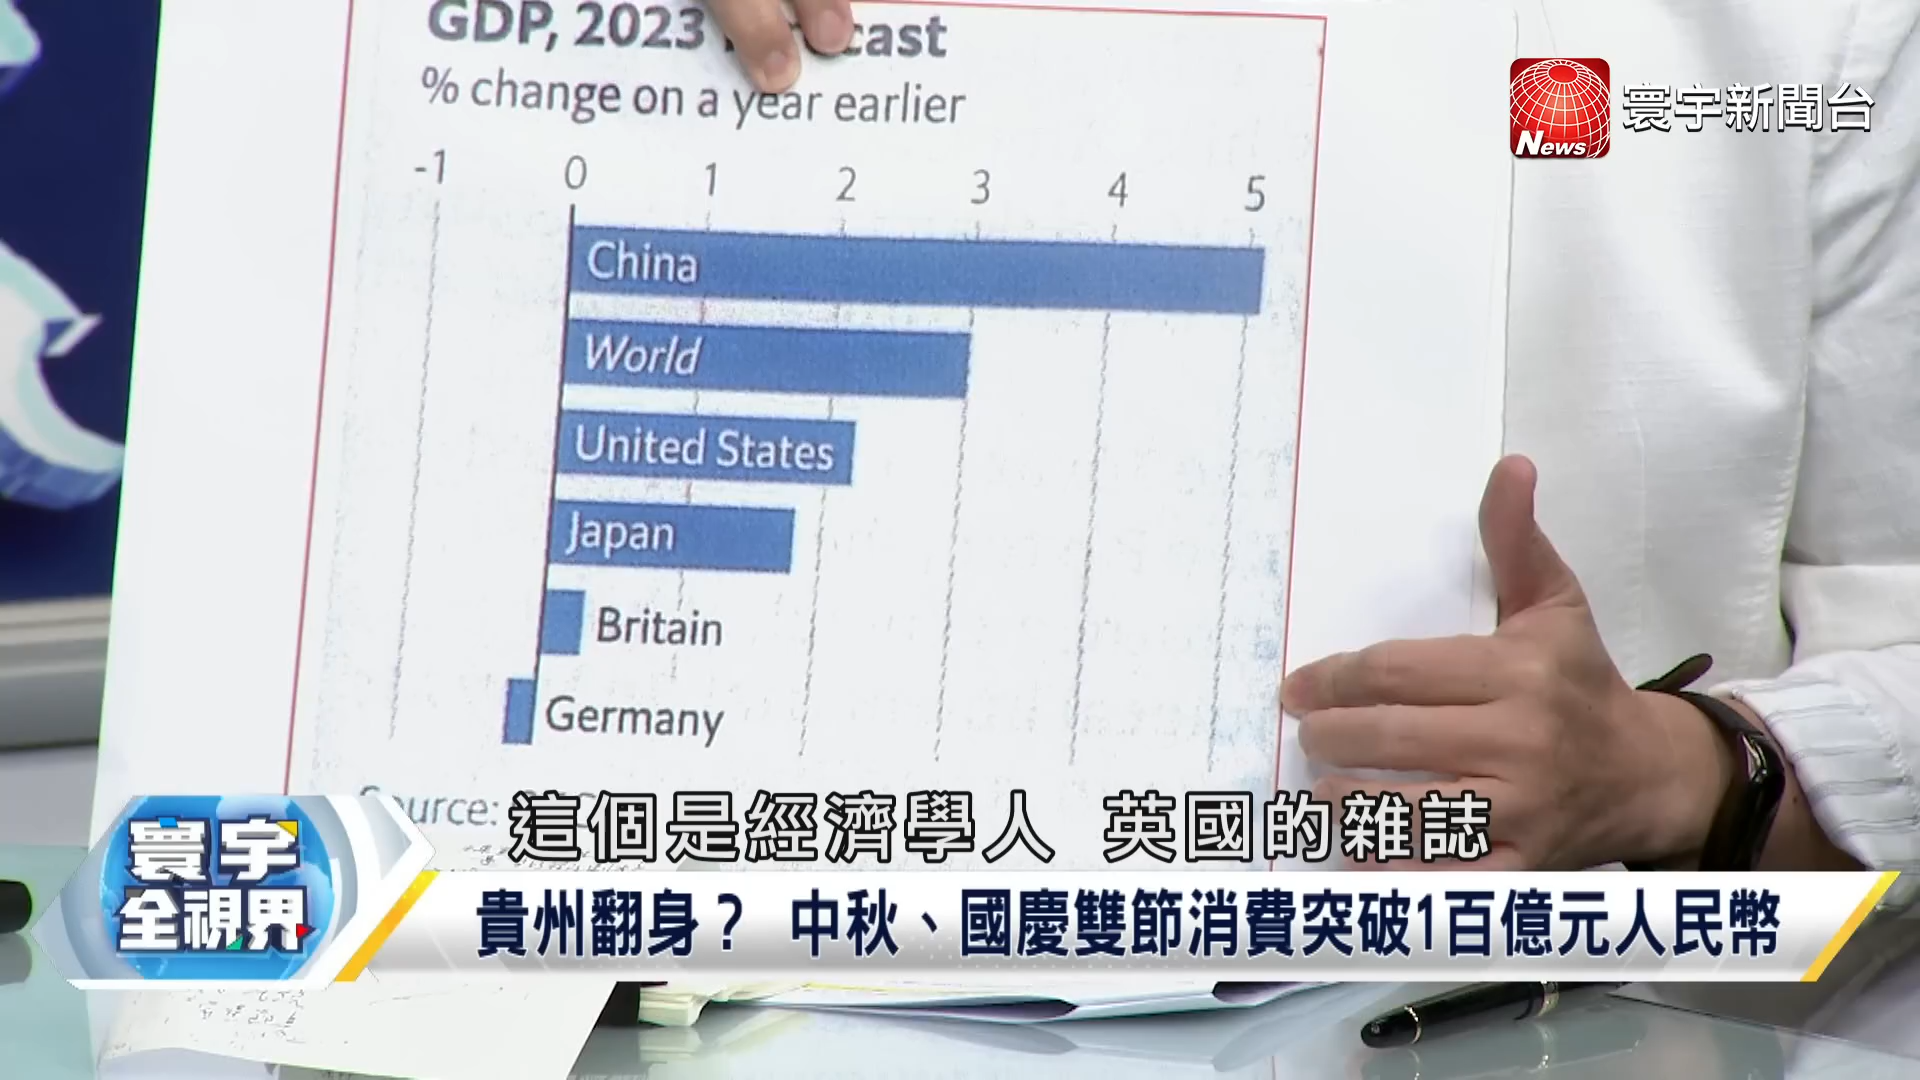 GDP, 2023 cast
% change on a year earlier
-1 0 1 2 3 4 5
China
World
United States
Japan
Britain
Germany
Source:
News 寰宇新聞台
這個是經濟學人 英國的雜誌
寰宇
全視界
貴州翻身？ 中秋、國慶雙節消費突破1百億元人民幣